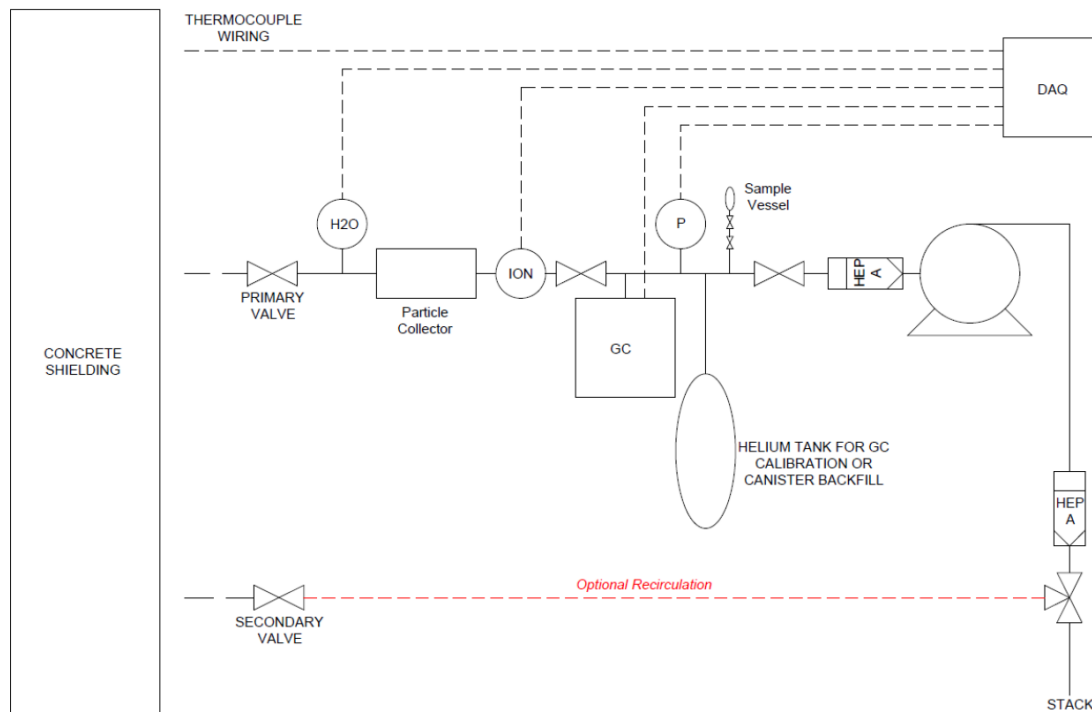 THERMOCOUPLE
WIRING
DAQ
H2O
Sample
Vessel
P
ION
HEP
A
PRIMARY
VALVE
Particle
Collector
GC
CONCRETE
SHIELDING
HELIUM TANK FOR GC
CALIBRATION OR
CANISTER BACKFILL
HEP
A
Optional Recirculation
SECONDARY
VALVE
STACK